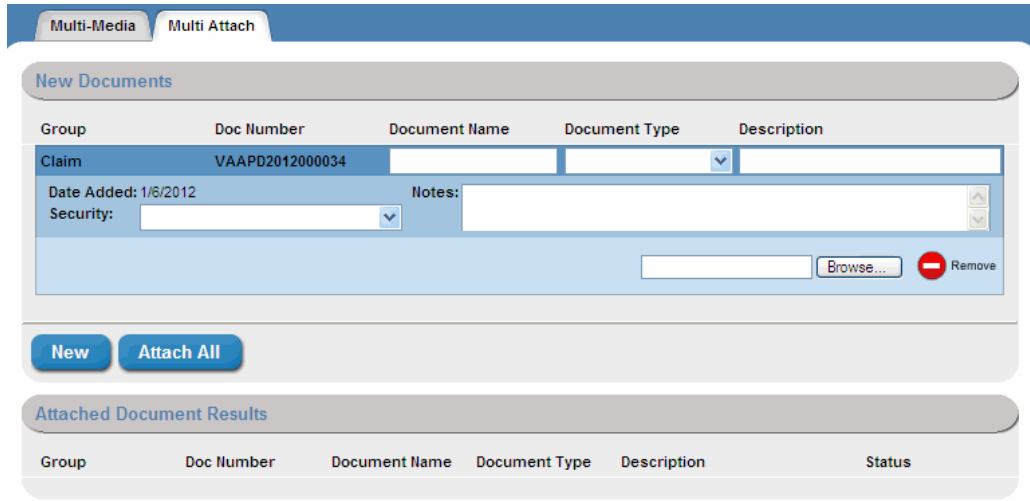 Multi-Media Multi Attach
New Documents
Group Doc Number Document Name Document Type Description
Claim VAAPD2012000034
Date Added: 1/6/2012 Notes:
Security:
Browse... Remove
New Attach All
Attached Document Results
Group Doc Number Document Name Document Type Description Status